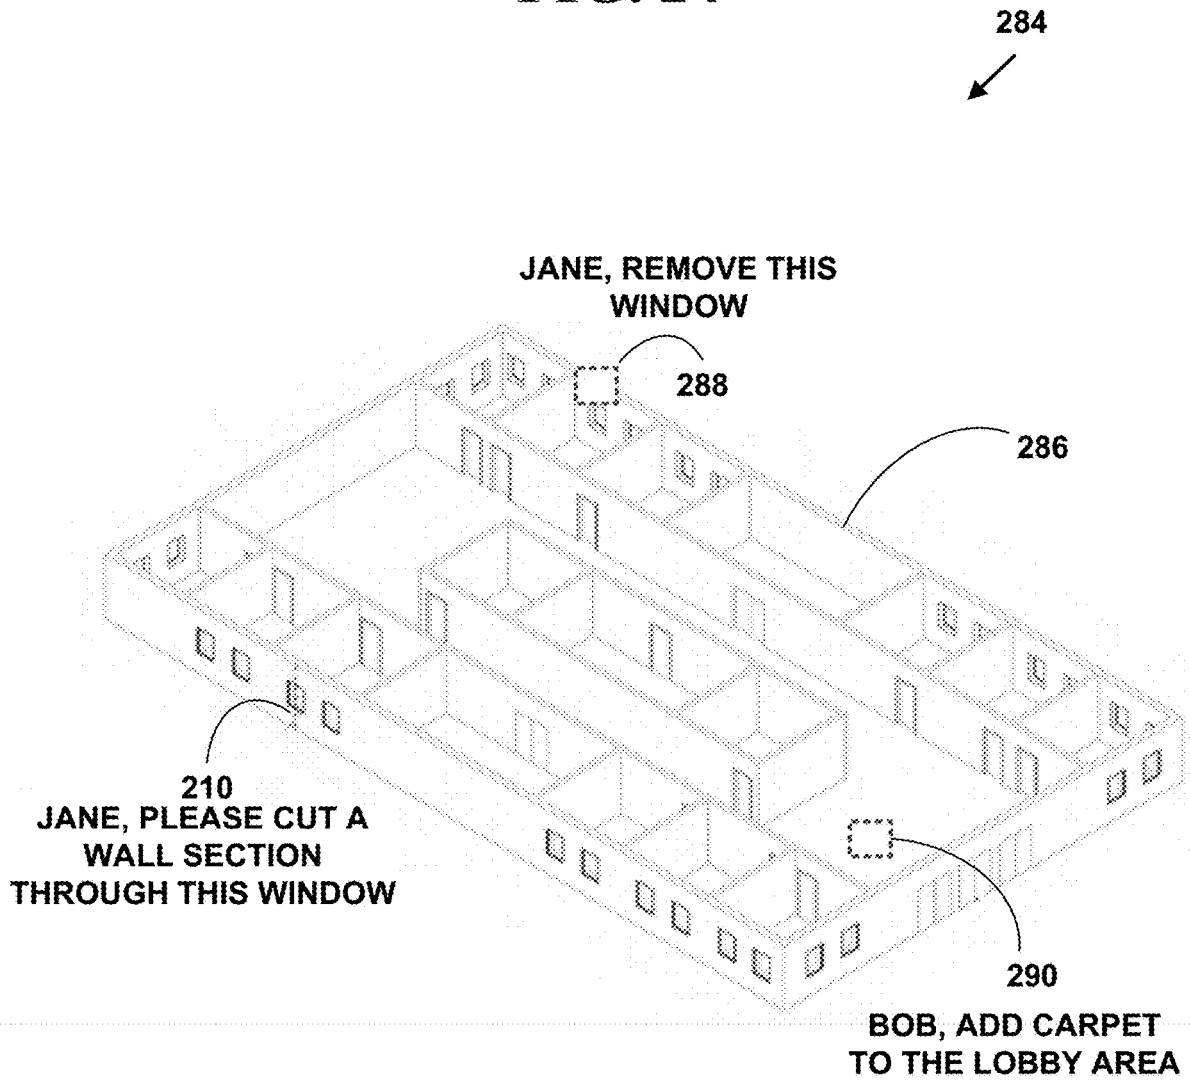 284
JANE, REMOVE THIS
WINDOW
288
286
210
JANE, PLEASE CUT A
WALL SECTION
THROUGH THIS WINDOW
290
BOB, ADD CARPET
TO THE LOBBY AREA